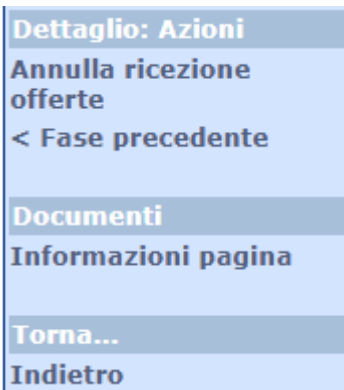 Dettaglio: Azioni
Annulla ricezione
offerte
< Fase precedente
Documenti
Informazioni pagina
Torna...
Indietro